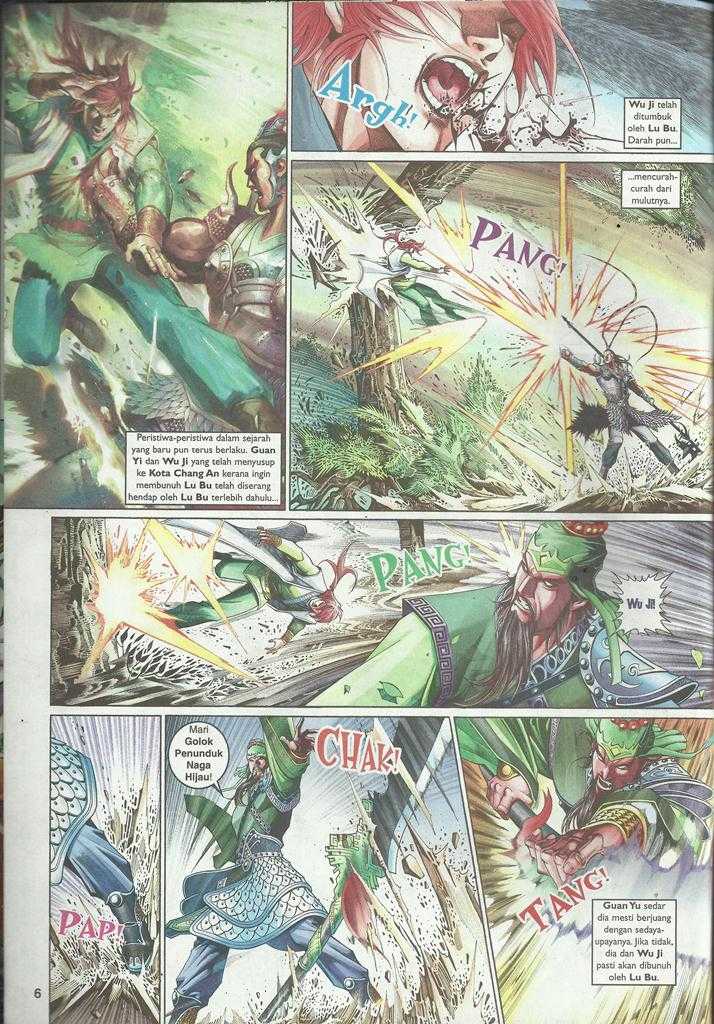 Peristiwa-peristiwa dalam sejarah
yang baru pun terus berlaku. Guan
Yi dan Wu Ji yang telah menyusup
ke Kota Chang An kerana ingin
membunuh Lu Bu telah diserang
hendap oleh Lu Bu terlebih dahulu...
Argh!
Wu Ji telah
ditumbuk
oleh Lu Bu.
Darah pun...
...mencurah-
curah dari
mulutnya.
PANG!
PANG!
Wu Ji!
PAP!
Mari
Golok
Penunduk
Naga
Hijau!
CHAK!
TANG!
Guan Yu sedar
dia mesti berjuang
dengan sedaya-
upayanya. Jika tidak,
dia dan Wu Ji
pasti akan dibunuh
oleh Lu Bu.
6